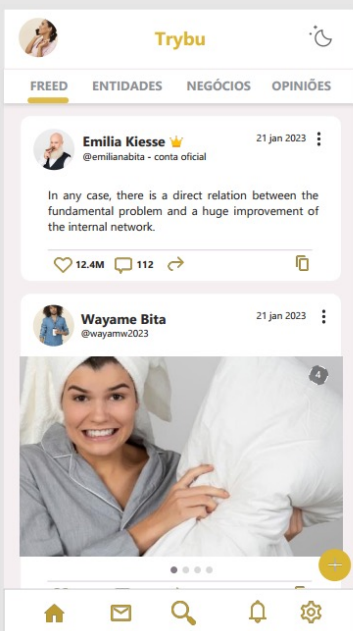 Trybu
FREED ENTIDADES NEGÓCIOS OPINIÕES
Emilia Kiesse
21 jan 2023
@emilianabita - conta oficial
In any case, there is a direct relation between the
fundamental problem and a huge improvement of
the internal network.
12.4M 112
Wayame Bita
21 jan 2023
@wayamw2023